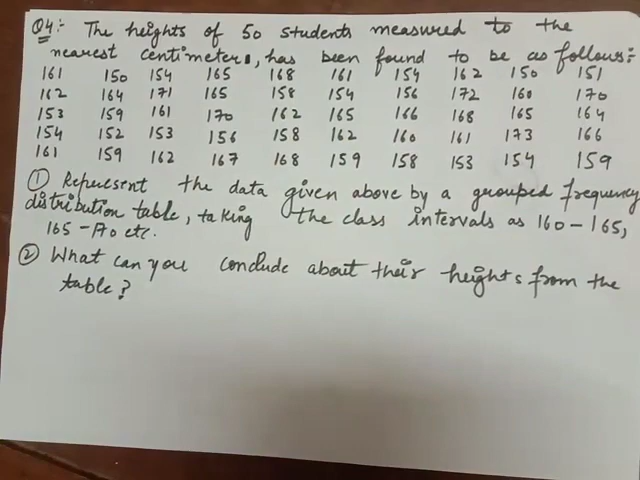 Q4:- The heights of 50 students measured to the
nearest centimeters, has been found to be as follows:-
161 150 154 165 168 161 154 162 150 151
162 164 171 165 158 154 156 172 160 170
153 159 161 170 162 165 166 168 165 164
154 152 153 156 158 162 160 161 173 166
161 159 162 167 168 159 158 153 154 159
① Represent the data given above by a grouped frequency
distribution table, taking the class intervals as 160-165,
165-170 etc.
② What can you conclude about their heights from the
table?